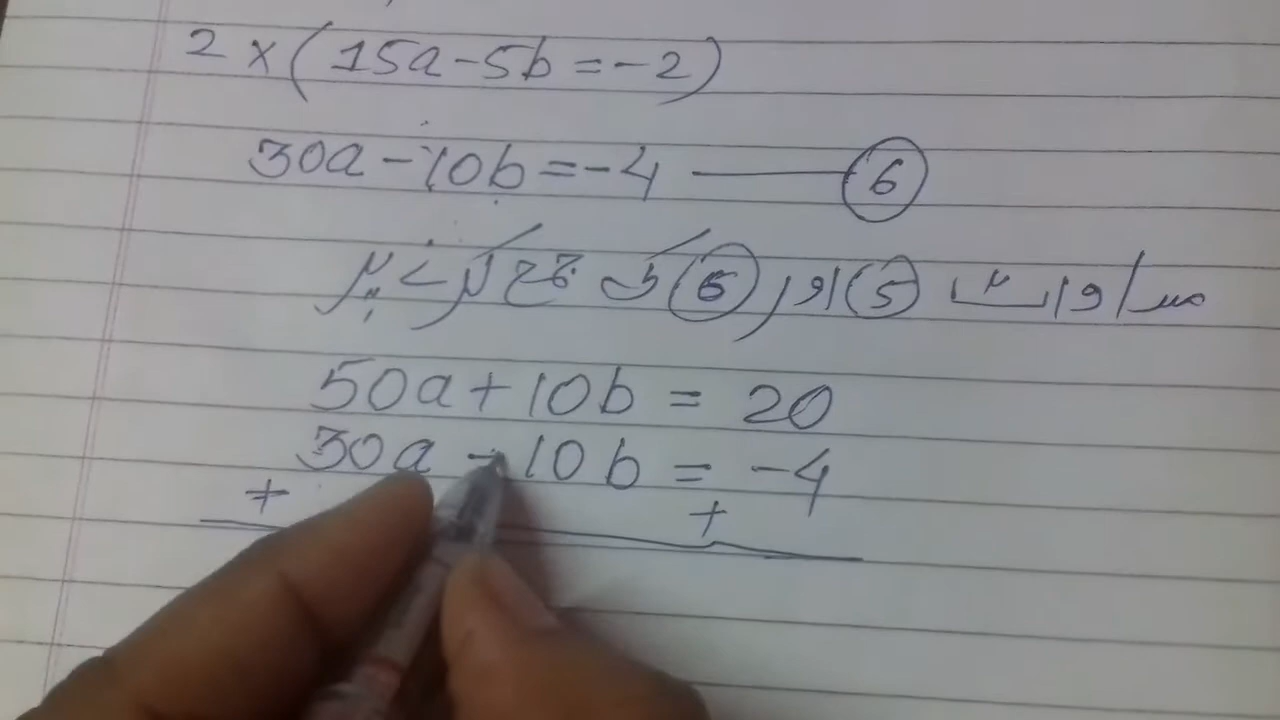 2 × (15a - 5b = -2)
30a - 10b = -4 —— 6
مساوات 5 اور 6 کو جمع کرنے پر
50a + 10b = 20
30a - 10b = -4
+ +